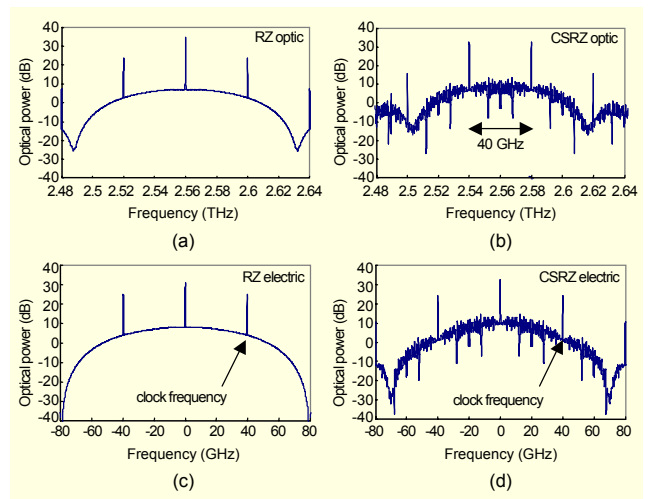 RZ optic
Optical power (dB)
40
30
20
10
0
-10
-20
-30
-40
2.48 2.5 2.52 2.54 2.56 2.58 2.6 2.62 2.64
Frequency (THz)
(a)
CSRZ optic
Optical power (dB)
40
30
20
10
0
-10
-20
-30
-40
40 GHz
2.48 2.5 2.52 2.54 2.56 2.58 2.6 2.62 2.64
Frequency (THz)
(b)
RZ electric
Optical power (dB)
40
30
20
10
0
-10
-20
-30
-40
clock frequency
-80 -60 -40 -20 0 20 40 60 80
Frequency (GHz)
(c)
CSRZ electric
Optical power (dB)
40
30
20
10
0
-10
-20
-30
-40
clock frequency
-80 -60 -40 -20 0 20 40 60 80
Frequency (GHz)
(d)